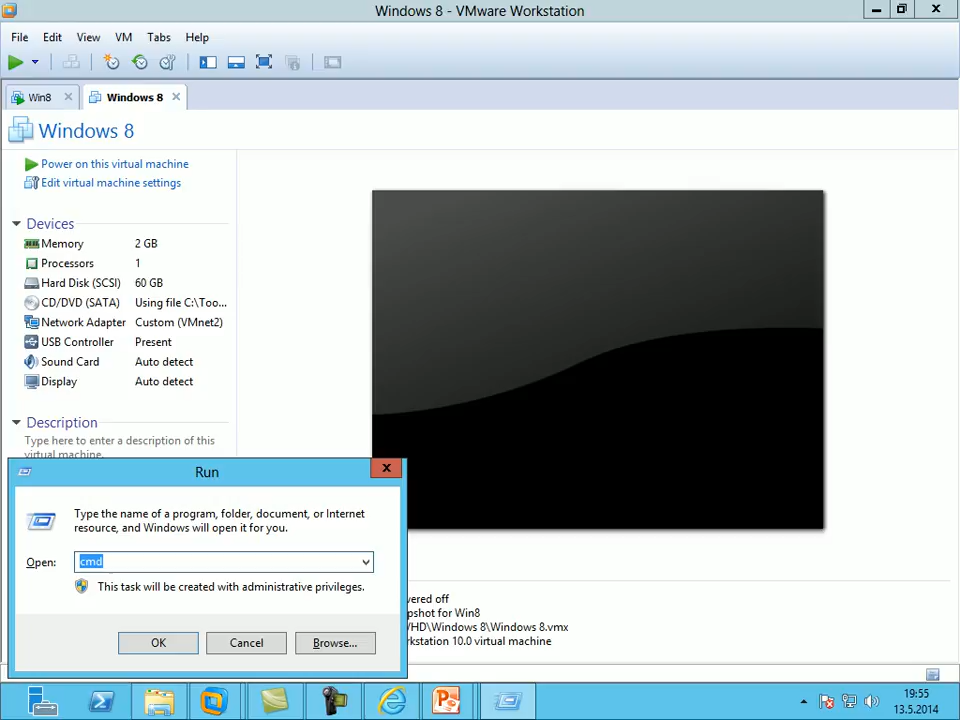 Windows 8 - VMware Workstation
File Edit View VM Tabs Help
Win8
Windows 8
Windows 8
Power on this virtual machine
Edit virtual machine settings
Devices
Memory 2 GB
Processors 1
Hard Disk (SCSI) 60 GB
CD/DVD (SATA) Using file C:\Too...
Network Adapter Custom (VMnet2)
USB Controller Present
Sound Card Auto detect
Display Auto detect
Description
Type here to enter a description of this
virtual machine.
Run
Type the name of a program, folder, document, or Internet
resource, and Windows will open it for you.
Open: cmd
This task will be created with administrative privileges.
OK Cancel Browse...
wered off
pshot for Win8
/HD\Windows 8\Windows 8.vmx
rkstation 10.0 virtual machine
19:55
13.5.2014